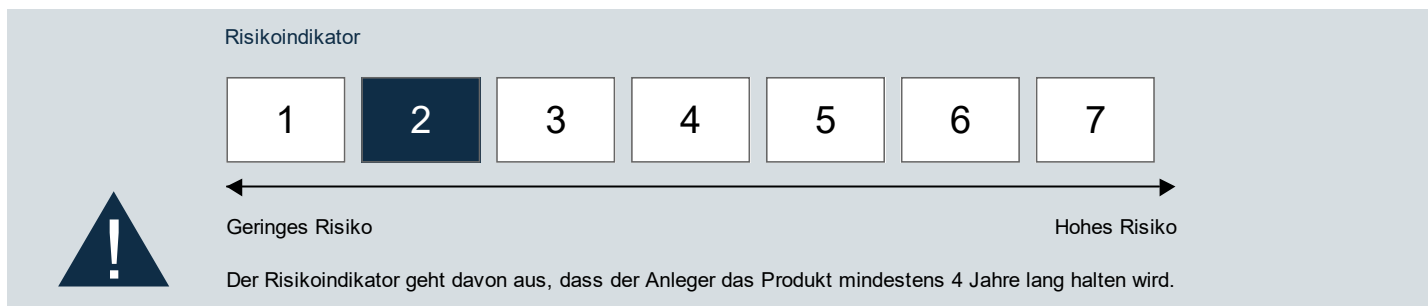 Risikoindikator
1 2 3 4 5 6 7
Geringes Risiko Hohes Risiko
!
Der Risikoindikator geht davon aus, dass der Anleger das Produkt mindestens 4 Jahre lang halten wird.